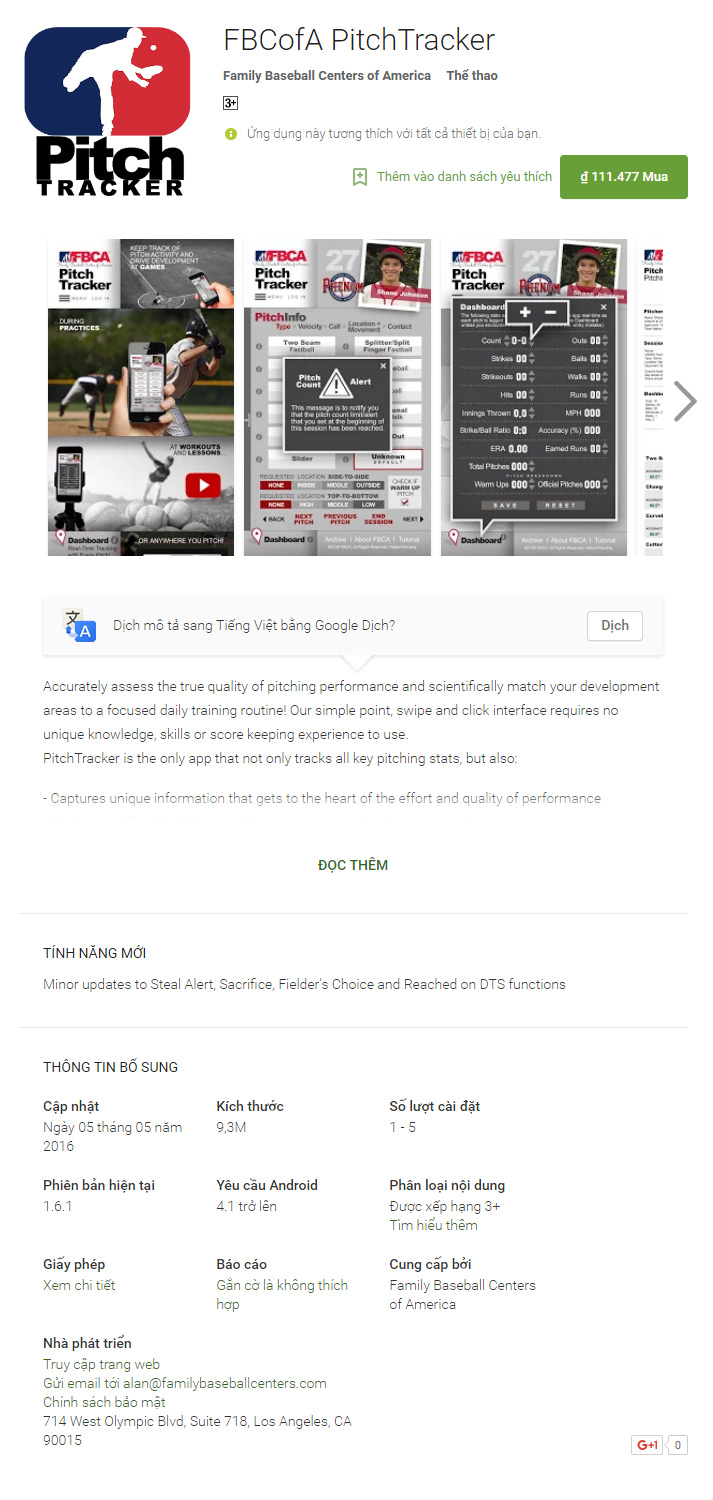 FBCofA PitchTracker
Family Baseball Centers of America Thể thao
3+
Ứng dụng này tương thích với tất cả thiết bị của bạn.
Pitch
TRACKER
Thêm vào danh sách yêu thích
₫ 111.477 Mua
FBCA
Pitch
Tracker
MENU LOG IN
KEEP TRACK OF
PITCH ACTIVITY AND
DRIVE DEVELOPMENT
AT GAMES
...DURING
PRACTICES...
...AT WORKOUTS
AND LESSONS...
Dashboard
Real-Time Tracking
...OR ANYWHERE YOU PITCH!
FBCA
Pitch
Tracker
MENU LOG IN
27
PHENOM
Shane Johnson
PitchInfo
Type • Velocity • Call • Location • Movement • Contact
Two Seam
Fastball
Splitter/Split
Finger Fastball
Pitch
Count
Alert
This message is to notify you
that the pitch count limit/alert
that you set at the beginning of
this session has been reached.
Slider
Unknown
DEFAULT
REQUESTED LOCATION SIDE-TO-SIDE
NONE INSIDE MIDDLE OUTSIDE
REQUESTED LOCATION TOP-TO-BOTTOM
NONE HIGH MIDDLE LOW
CHECK IF
WARM UP
PITCH
BACK NEXT PITCH PREVIOUS PITCH END SESSION NEXT
Dashboard
Archive I About FBCA I Tutorial
FBCA
Pitch
Tracker
27
PHENOM
Shane Johnson
Dashboard
+ −
Count 0-0 Outs 00
Strikes 00 Balls 00
Strikeouts 00 Walks 00
Hits 00 Runs 00
Innings Thrown 0.0 MPH 000
Strike/Ball Ratio 0:0 Accuracy (%) 000
ERA 0.00 Earned Runs 00
Total Pitches 000
PITCH BREAKDOWN
Warm Ups 000 Official Pitches 000
SAVE RESET
Dashboard
Archive I About FBCA I Tutorial
Dịch mô tả sang Tiếng Việt bằng Google Dịch?
Dịch
Accurately assess the true quality of pitching performance and scientifically match your development
areas to a focused daily training routine! Our simple point, swipe and click interface requires no
unique knowledge, skills or score keeping experience to use.
PitchTracker is the only app that not only tracks all key pitching stats, but also:
- Captures unique information that gets to the heart of the effort and quality of performance
ĐỌC THÊM
TÍNH NĂNG MỚI
Minor updates to Steal Alert, Sacrifice, Fielder's Choice and Reached on DTS functions
THÔNG TIN BỔ SUNG
Cập nhật
Ngày 05 tháng 05 năm
2016
Kích thước
9,3M
Số lượt cài đặt
1 - 5
Phiên bản hiện tại
1.6.1
Yêu cầu Android
4.1 trở lên
Phân loại nội dung
Được xếp hạng 3+
Tìm hiểu thêm
Giấy phép
Xem chi tiết
Báo cáo
Gắn cờ là không thích
hợp
Cung cấp bởi
Family Baseball Centers
of America
Nhà phát triển
Truy cập trang web
Gửi email tới alan@familybaseballcenters.com
Chính sách bảo mật
714 West Olympic Blvd, Suite 718, Los Angeles, CA
90015
G+1 0